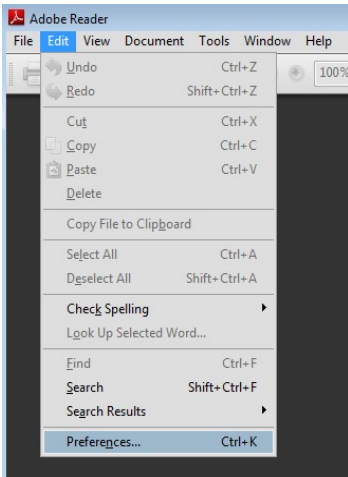 Adobe Reader
File Edit View Document Tools Window Help
Undo Ctrl+Z
100%
Redo Shift+Ctrl+Z
Cut Ctrl+X
Copy Ctrl+C
Paste Ctrl+V
Delete
Copy File to Clipboard
Select All Ctrl+A
Deselect All Shift+Ctrl+A
Check Spelling
Look Up Selected Word...
Find Ctrl+F
Search Shift+Ctrl+F
Search Results
Preferences... Ctrl+K